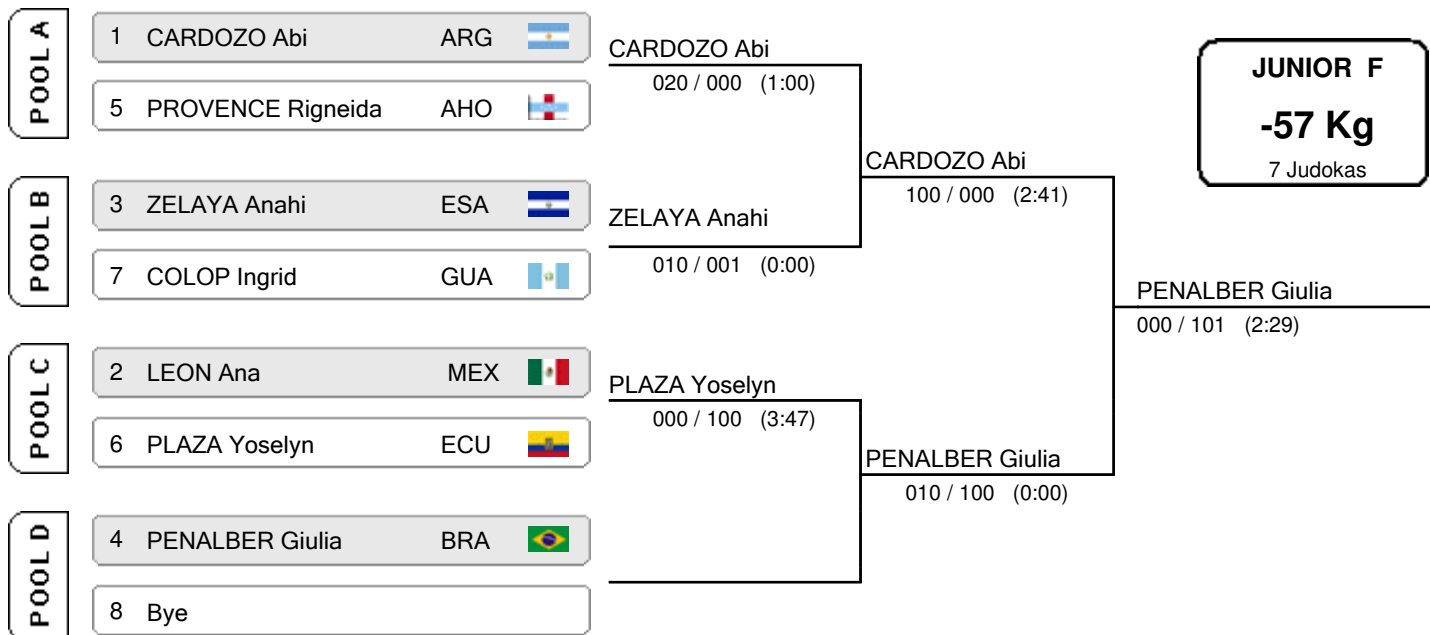 POOL A
1 CARDOZO Abi ARG
5 PROVENCE Rigneida AHO
CARDOZO Abi
020 / 000 (1:00)
JUNIOR F
-57 Kg
7 Judokas
CARDOZO Abi
100 / 000 (2:41)
POOL B
3 ZELAYA Anahi ESA
7 COLOP Ingrid GUA
ZELAYA Anahi
010 / 001 (0:00)
PENALBER Giulia
000 / 101 (2:29)
POOL C
2 LEON Ana MEX
6 PLAZA Yoselyn ECU
PLAZA Yoselyn
000 / 100 (3:47)
PENALBER Giulia
010 / 100 (0:00)
POOL D
4 PENALBER Giulia BRA
8 Bye